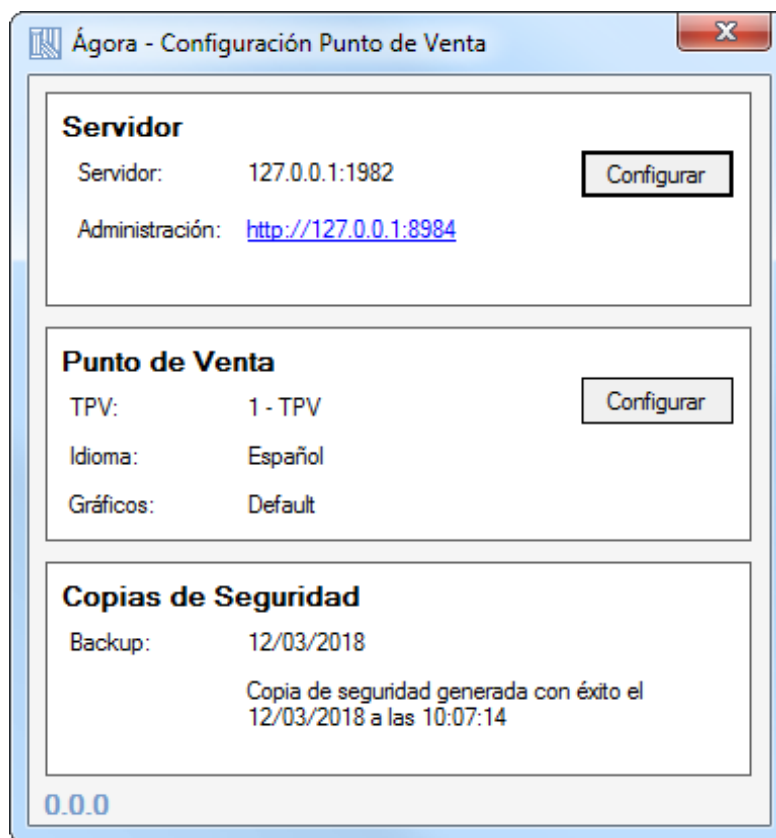 Ágora - Configuración Punto de Venta
Servidor
Servidor: 127.0.0.1:1982 Configurar
Administración: http://127.0.0.1:8984
Punto de Venta
TPV: 1 - TPV Configurar
Idioma: Español
Gráficos: Default
Copias de Seguridad
Backup: 12/03/2018
Copia de seguridad generada con éxito el
12/03/2018 a las 10:07:14
0.0.0